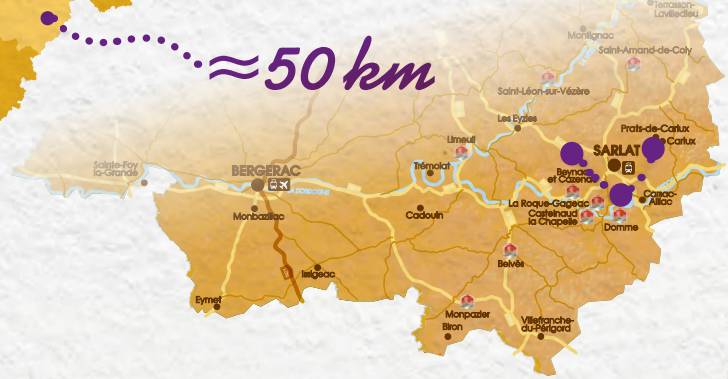 Terrasson-
Lavilledieu
Montignac
Saint-Amand-de-Coly
≈50 km
Saint-Léon-sur-Vézère
Les Eyzies
Prats-de-Carlux
Carlux
Limeuil
SARLAT
Sainte-Foy
la-Grande
BERGERAC
Trémolat
Beynac
et Cazenac
LA DORDOGNE
Carsac-
Aillac
La Roque-Gageac
Castelnaud
la Chapelle
Monbazillac
Cadouin
Domme
Belvès
Issigeac
Eymet
Monpazier
Biron
Villefranche-
du-Périgord